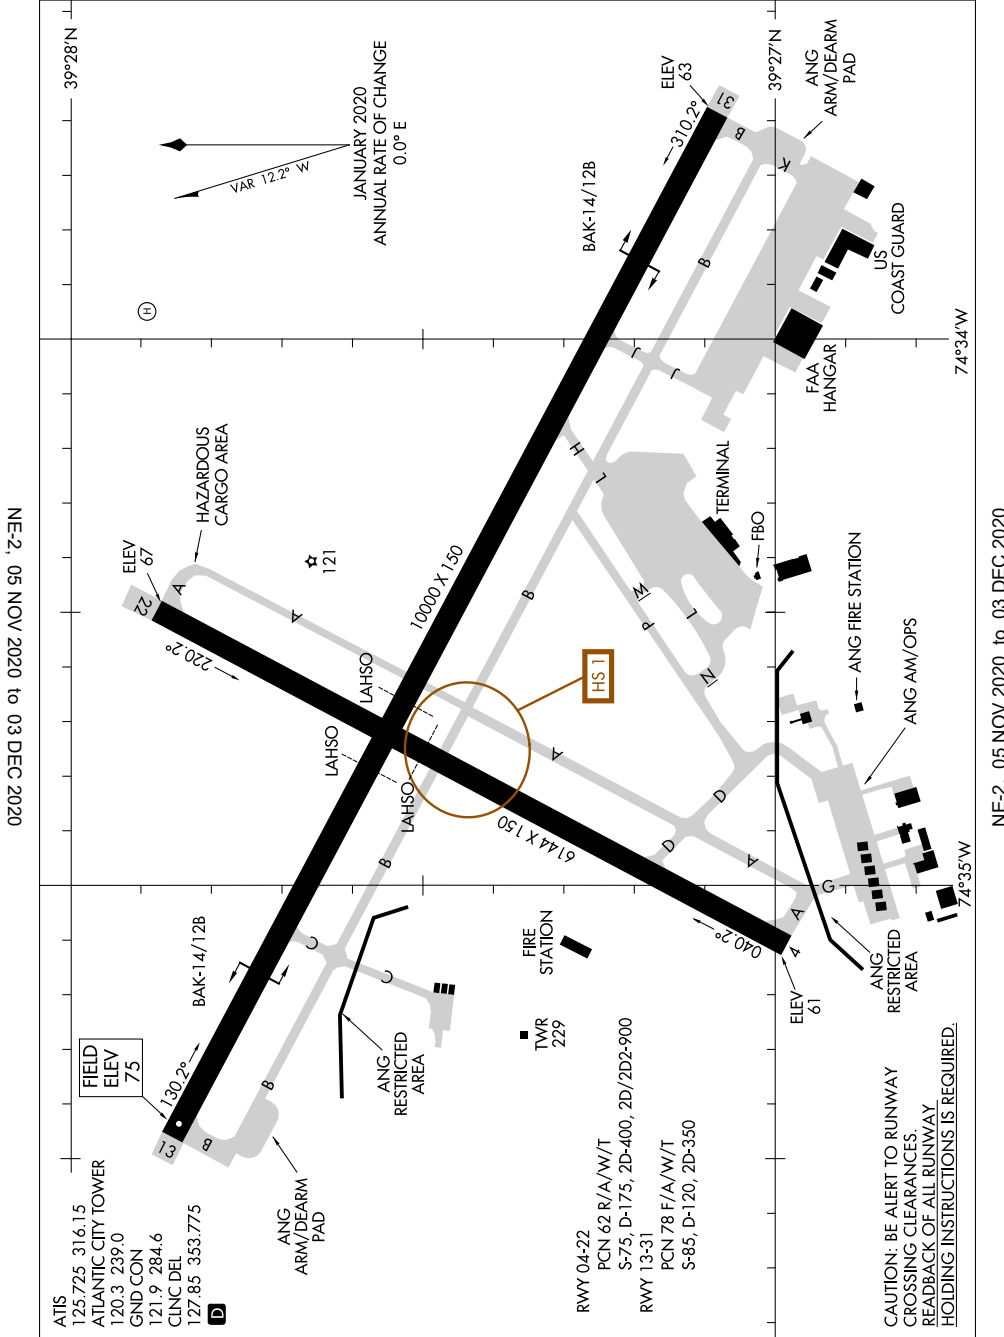 ATIS
125.725 316.15
ATLANTIC CITY TOWER
120.3 239.0
GND CON
121.9 284.6
CLNC DEL
127.85 353.775
D
FIELD
ELEV
75
130.2°
13
B
B
ANG
ARM/DEARM
PAD
BAK-14/12B
C
C
B
ANG
RESTRICTED
AREA
TWR
229
FIRE
STATION
RWY 04-22
PCN 62 R/A/W/T
S-75, D-175, 2D-400, 2D/2D2-900
RWY 13-31
PCN 78 F/A/W/T
S-85, D-120, 2D-350
CAUTION: BE ALERT TO RUNWAY
CROSSING CLEARANCES.
READBACK OF ALL RUNWAY
HOLDING INSTRUCTIONS IS REQUIRED.
ELEV
61
4
040.2°
A
G
A
ANG
RESTRICTED
AREA
74°35'W
D
D
A
6144 X 150
LAHSO
LAHSO
LAHSO
HS 1
ANG AM/OPS
ANG FIRE STATION
ELEV
67
22
220.2°
A
HAZARDOUS
CARGO AREA
A
121
10000 X 150
B
N
P
M
L
FBO
TERMINAL
H
L
J
J
FAA
HANGAR
US
COAST GUARD
74°34'W
H
BAK-14/12B
B
ELEV
63
310.2°
31
B
K
ANG
ARM/DEARM
PAD
VAR 12.2° W
JANUARY 2020
ANNUAL RATE OF CHANGE
0.0° E
39°28'N
39°27'N
NE-2, 05 NOV 2020 to 03 DEC 2020
NE-2, 05 NOV 2020 to 03 DEC 2020